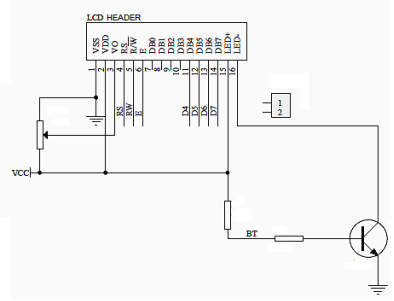 LCD HEADER
VSS VDD VO RS R/W E DB0 DB1 DB2 DB3 DB4 DB5 DB6 DB7 LED+ LED-
1 2 3 4 5 6 7 8 9 10 11 12 13 14 15 16
RS RW E D4 D5 D6 D7
1
2
VCC
BT